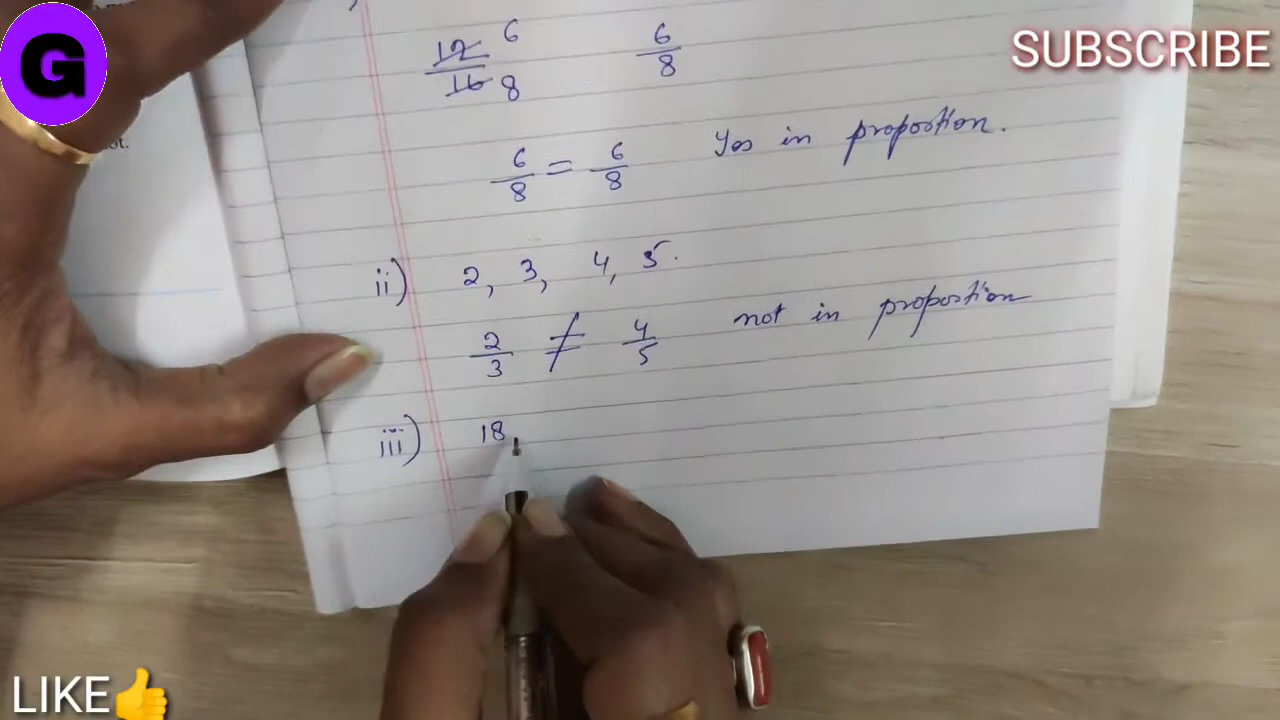 G
SUBSCRIBE
ot.
12/16 6/8 6/8
6/8 = 6/8 Yes in proportion.
ii) 2, 3, 4, 5.
2/3 ≠ 4/5 not in proportion
iii) 18,
LIKE👍